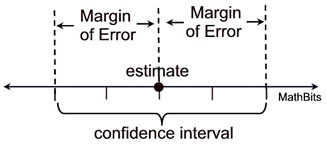 Margin
of Error
Margin
of Error
estimate
MathBits
confidence interval